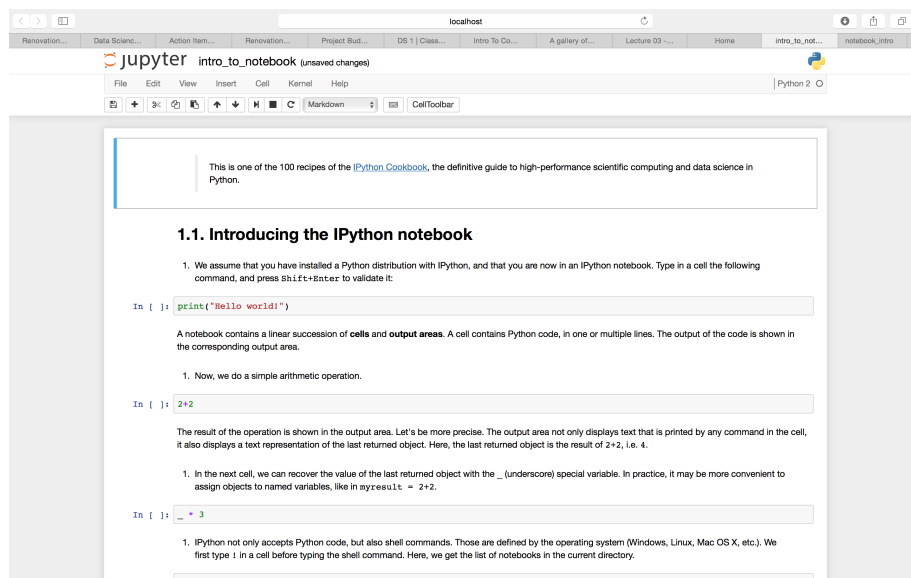 localhost
Renovation... Data Scienc... Action Item... Renovation... Project Bud... DS 1 | Class... Intro To Co... A gallery of... Lecture 03 -... Home intro_to_not... notebook_intro
jupyter intro_to_notebook (unsaved changes)
File Edit View Insert Cell Kernel Help Python 2
Markdown CellToolbar
This is one of the 100 recipes of the IPython Cookbook, the definitive guide to high-performance scientific computing and data science in
Python.
1.1. Introducing the IPython notebook
1. We assume that you have installed a Python distribution with IPython, and that you are now in an IPython notebook. Type in a cell the following
command, and press Shift+Enter to validate it:
In [ ]: print("Hello world!")
A notebook contains a linear succession of cells and output areas. A cell contains Python code, in one or multiple lines. The output of the code is shown in
the corresponding output area.
1. Now, we do a simple arithmetic operation.
In [ ]: 2+2
The result of the operation is shown in the output area. Let's be more precise. The output area not only displays text that is printed by any command in the cell,
it also displays a text representation of the last returned object. Here, the last returned object is the result of 2+2, i.e. 4.
1. In the next cell, we can recover the value of the last returned object with the _ (underscore) special variable. In practice, it may be more convenient to
assign objects to named variables, like in myresult = 2+2.
In [ ]: _ * 3
1. IPython not only accepts Python code, but also shell commands. Those are defined by the operating system (Windows, Linux, Mac OS X, etc.). We
first type ! in a cell before typing the shell command. Here, we get the list of notebooks in the current directory.